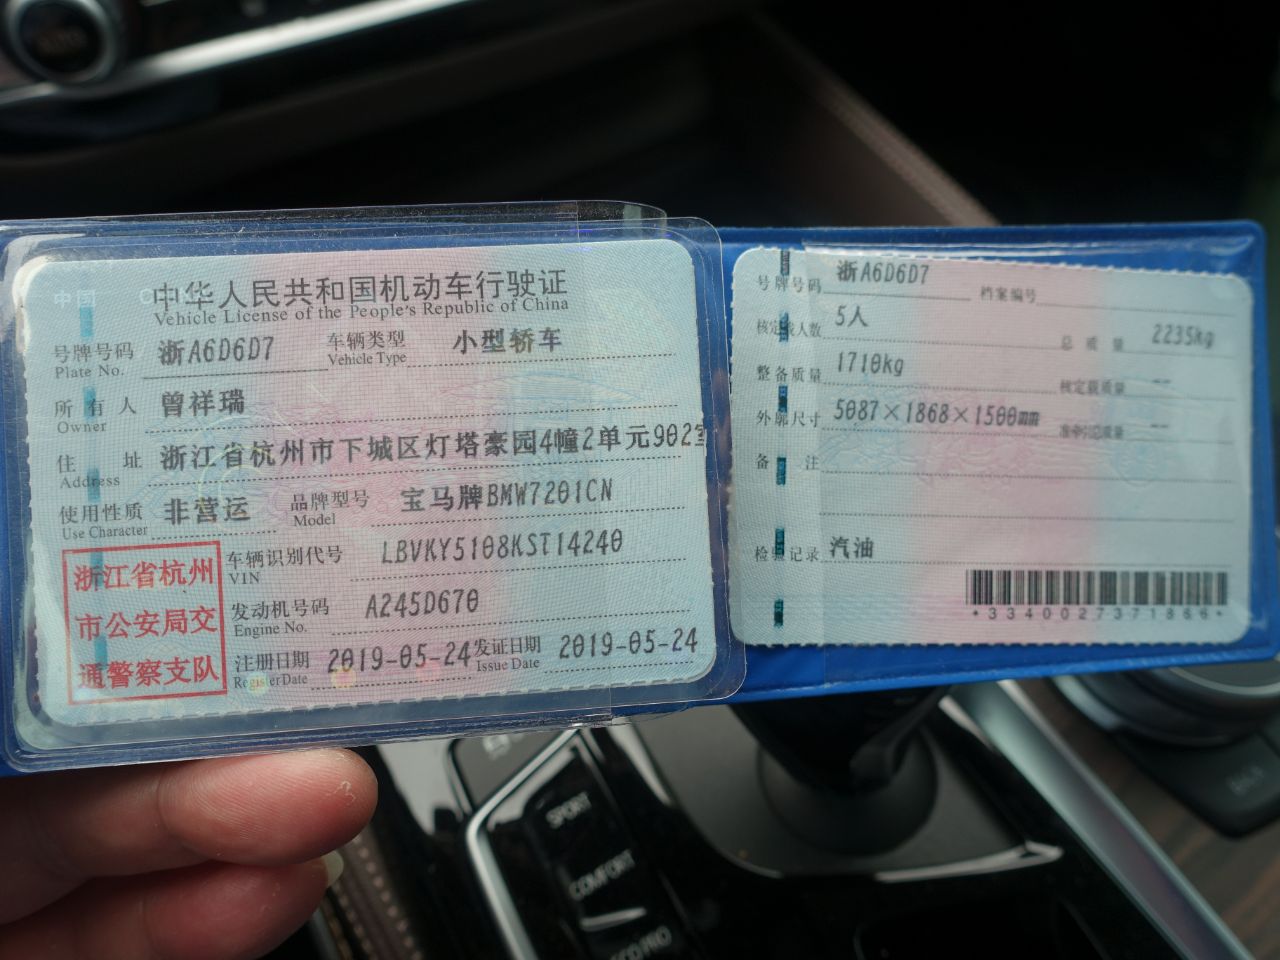 中华人民共和国机动车行驶证
Vehicle License of the People's Republic of China
号牌号码 浙A6D6D7 车辆类型 小型轿车
Plate No. Vehicle Type
所有人 曾祥瑞
Owner
住址 浙江省杭州市下城区灯塔豪园4幢2单元902室
Address
使用性质 非营运 品牌型号 宝马牌BMW7201CN
Use Character Model
浙江省杭州
市公安局交
通警察支队
车辆识别代号 LBVKY5108KST14240
VIN
发动机号码 A245D670
Engine No.
注册日期 2019-05-24 发证日期 2019-05-24
Register Date Issue Date
号牌号码 浙A6D6D7 档案编号
核定载人数 5人 总质量 2235kg
整备质量 1710kg 核定载质量 --
外廓尺寸 5087×1868×1500mm 准牵引总质量 --
备注
检验记录 汽油
*3340027371866*
SPORT
COMFORT
ECO PRO